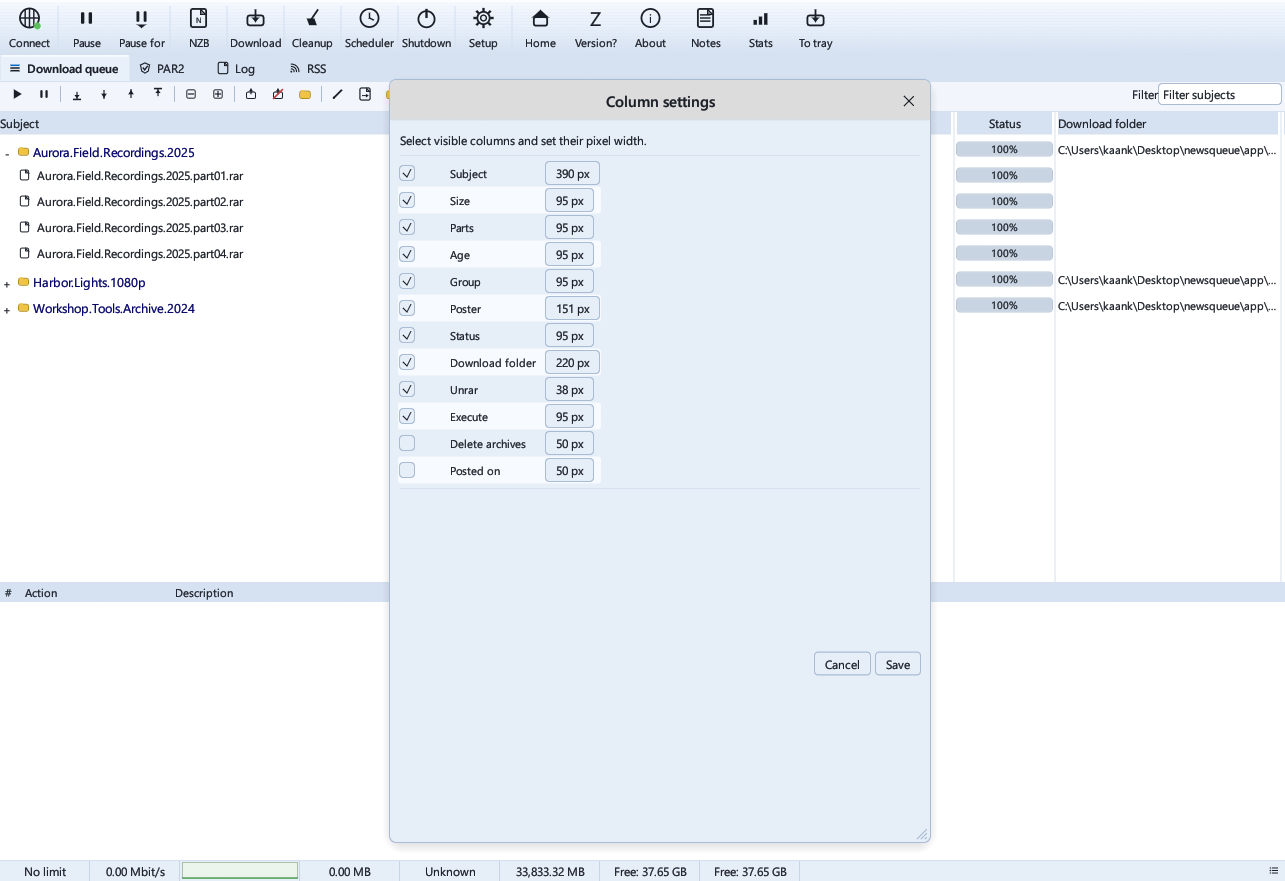 Connect Pause Pause for NZB Download Cleanup Scheduler Shutdown Setup Home Version? About Notes Stats To tray
Download queue PAR2 Log RSS
Filter Filter subjects
Subject Status Download folder
- Aurora.Field.Recordings.2025 100% C:\Users\kaank\Desktop\newsqueue\app\...
Aurora.Field.Recordings.2025.part01.rar 100%
Aurora.Field.Recordings.2025.part02.rar 100%
Aurora.Field.Recordings.2025.part03.rar 100%
Aurora.Field.Recordings.2025.part04.rar 100%
+ Harbor.Lights.1080p 100% C:\Users\kaank\Desktop\newsqueue\app\...
+ Workshop.Tools.Archive.2024 100% C:\Users\kaank\Desktop\newsqueue\app\...
Column settings
Select visible columns and set their pixel width.
Subject 390 px
Size 95 px
Parts 95 px
Age 95 px
Group 95 px
Poster 151 px
Status 95 px
Download folder 220 px
Unrar 38 px
Execute 95 px
Delete archives 50 px
Posted on 50 px
Cancel Save
# Action Description
No limit 0.00 Mbit/s 0.00 MB Unknown 33,833.32 MB Free: 37.65 GB Free: 37.65 GB